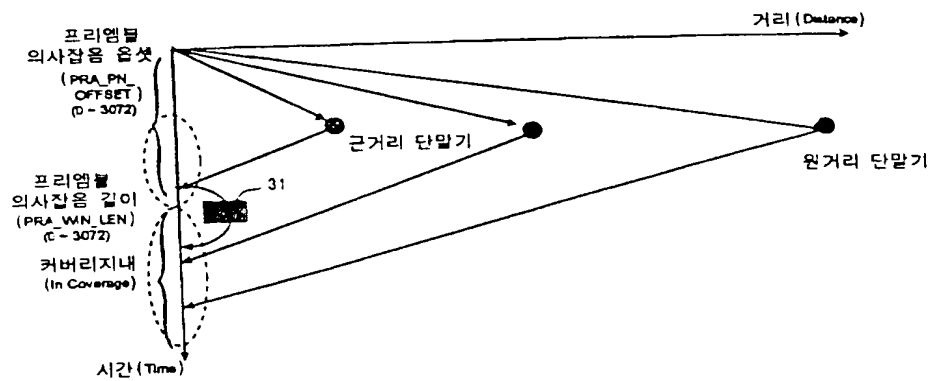 거리 (Distance)
프리엠블
의사잡음 옵셋
(PRA_PN_
OFFSET)
(0 ~ 3072)
근거리 단말기
원거리 단말기
프리엠블
의사잡음 길이
(PRA_WIN_LEN)
(0 ~ 3072)
31
커버리지내
(In Coverage)
시간 (Time)